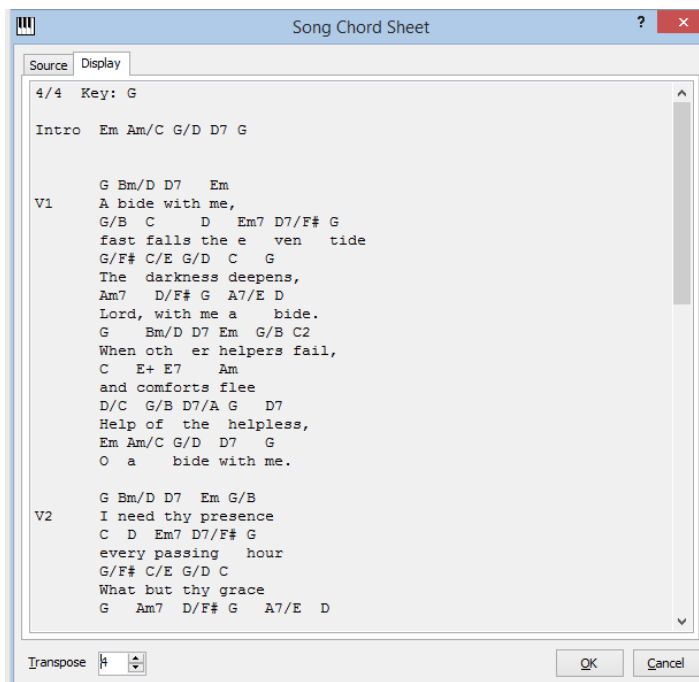 Song Chord Sheet
?
×
Source Display
4/4  Key: G
Intro  Em Am/C G/D D7 G
G Bm/D D7   Em
V1      A bide with me,
G/B  C     D   Em7 D7/F# G
fast falls the e   ven   tide
G/F# C/E G/D  C   G
The  darkness deepens,
Am7   D/F# G  A7/E D
Lord, with me a    bide.
G    Bm/D D7 Em  G/B C2
When oth  er helpers fail,
C   E+ E7    Am
and comforts flee
D/C  G/B D7/A G   D7
Help of  the  helpless,
Em Am/C G/D  D7   G
O  a    bide with me.
G Bm/D D7  Em G/B
V2      I need thy presence
C  D  Em7 D7/F# G
every passing   hour
G/F# C/E G/D C
What but thy grace
G   Am7  D/F# G   A7/E  D
Transpose 4
OK Cancel